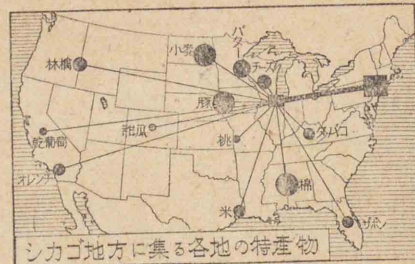 バター
小麥
チーズ
林檎
豚
乾葡萄
甜瓜
桃
タバコ
オレンヂ
棉
米
ザボン
シカゴ地方に集る各地の特産物